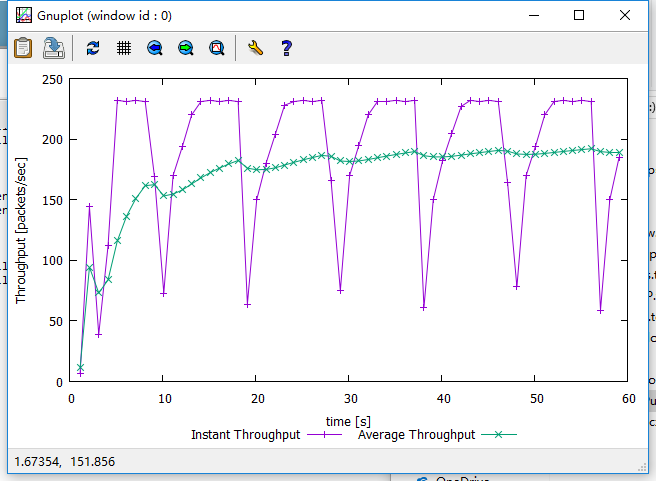 Gnuplot (window id : 0)
Throughput [packets/sec]
250
200
150
100
50
0
0 10 20 30 40 50 60
time [s]
Instant Throughput Average Throughput
1.67354, 151.856
OneDrive